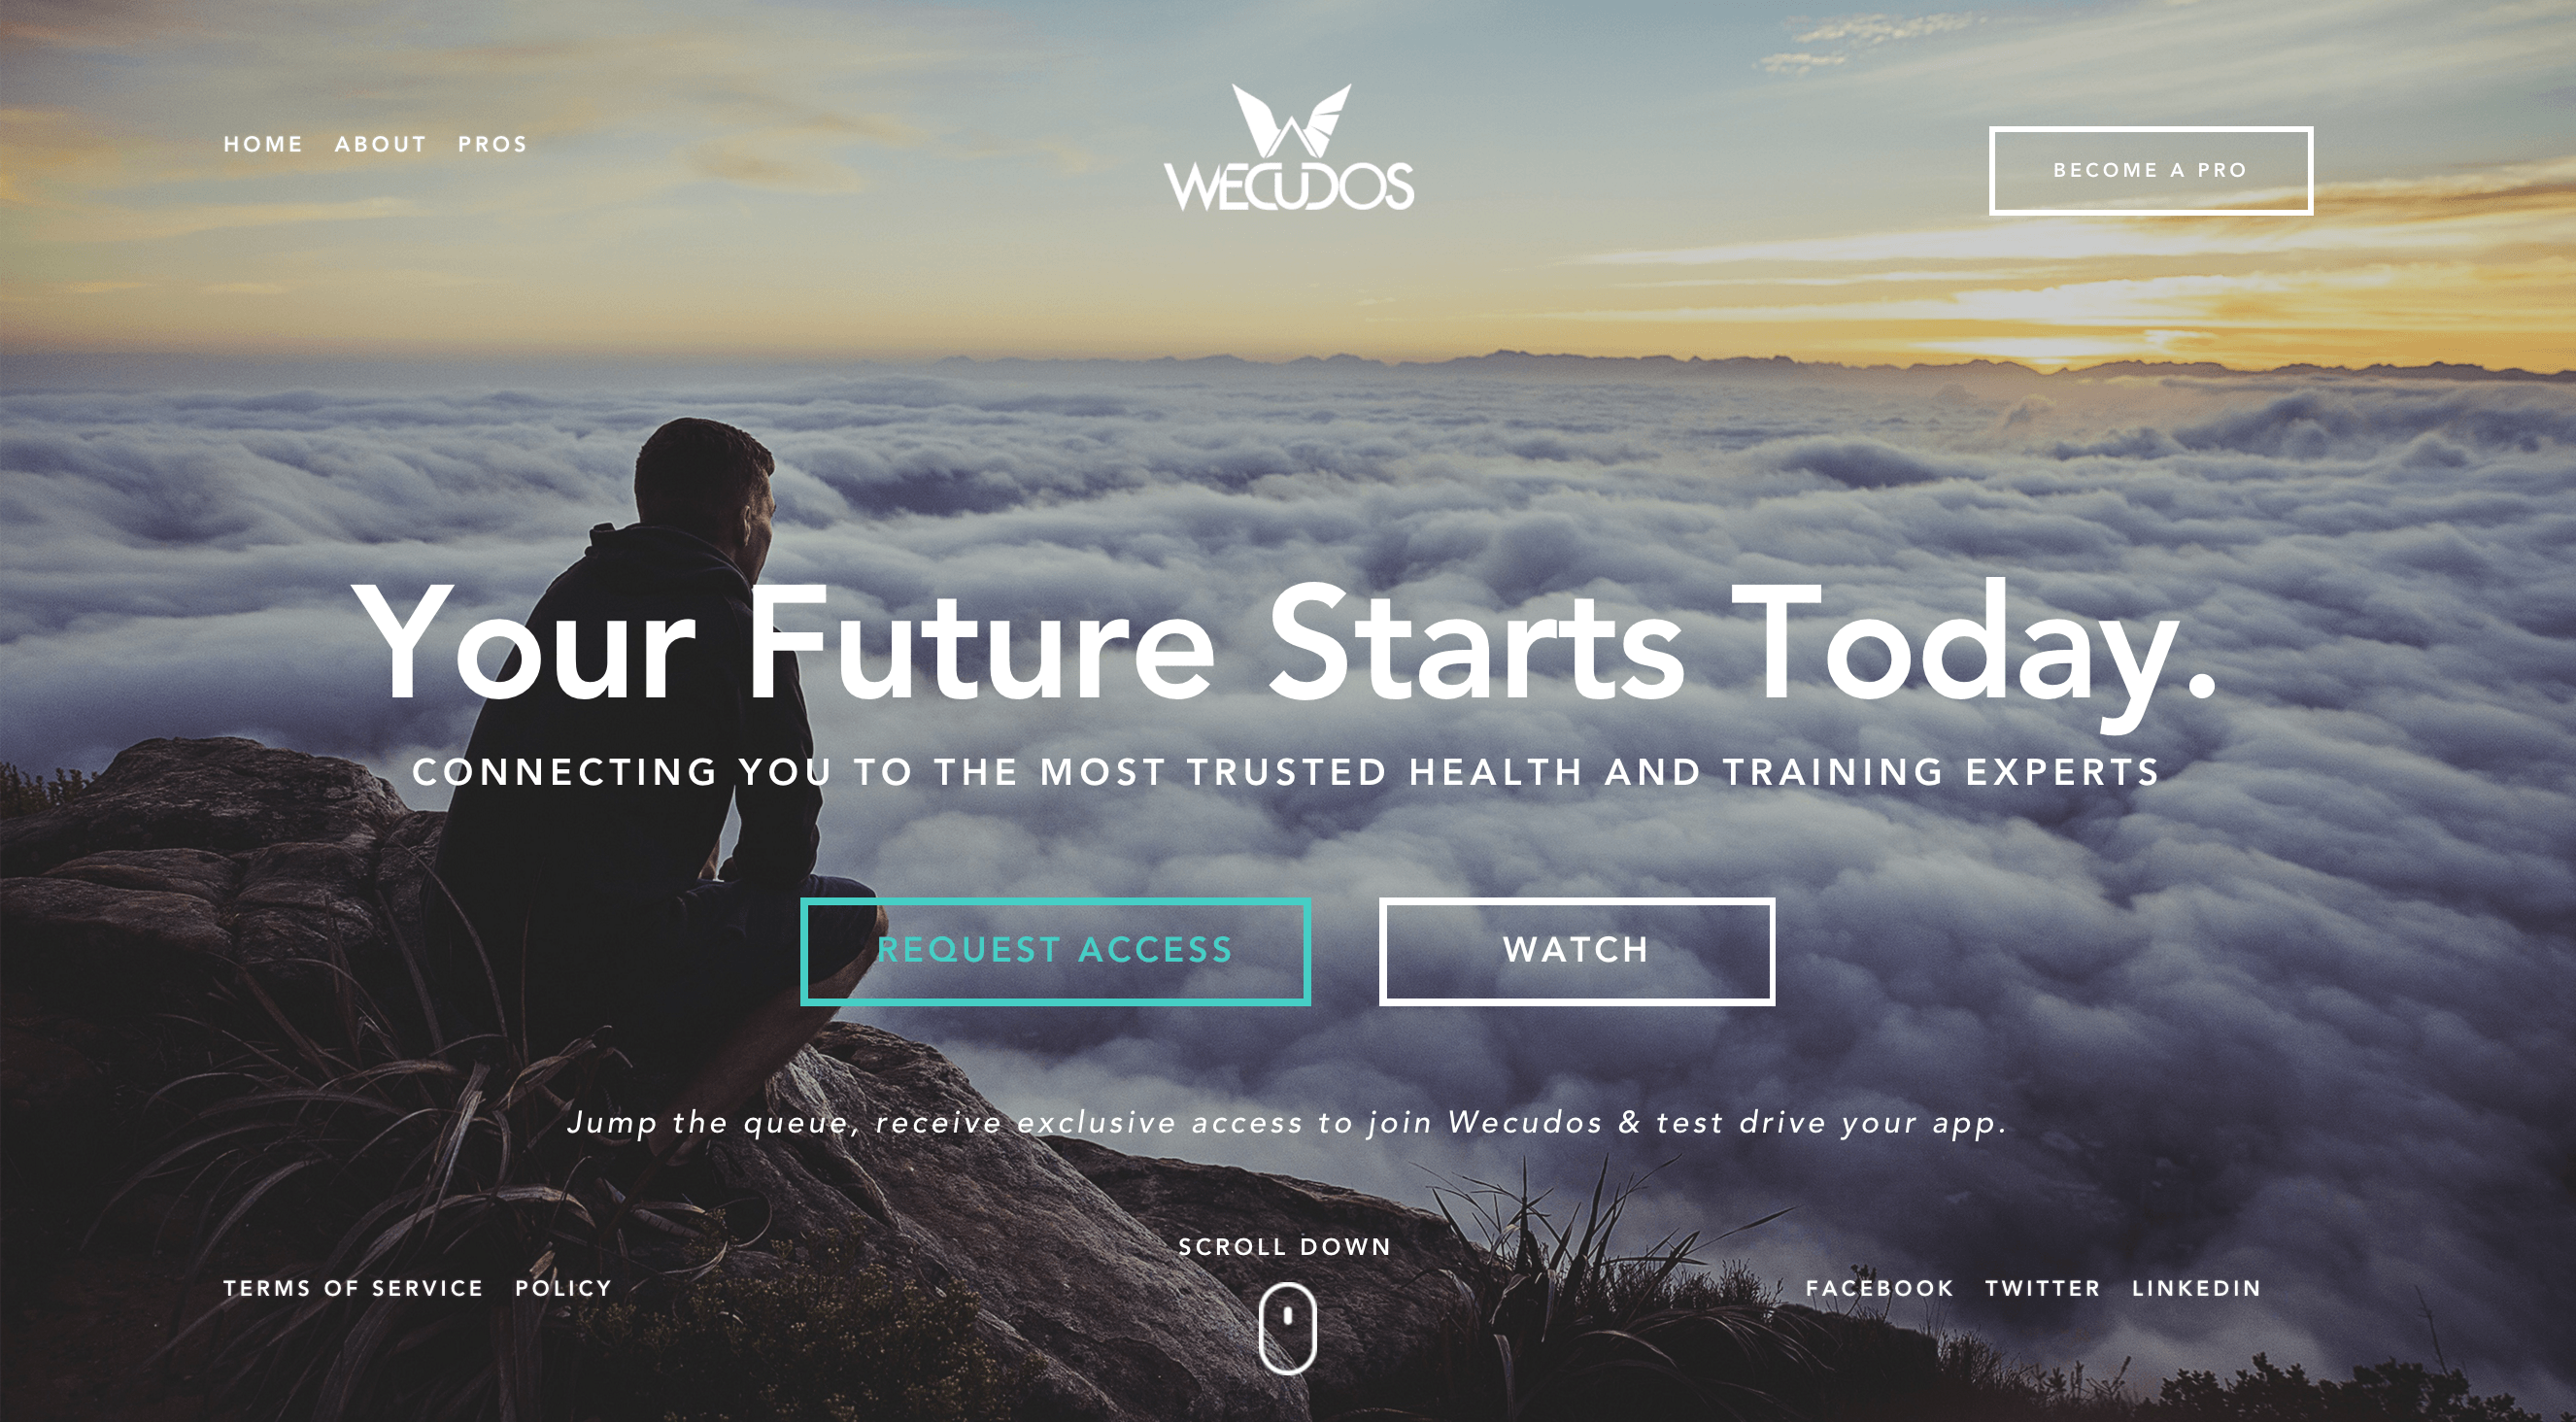 HOME ABOUT PROS
WECUDOS
BECOME A PRO
Your Future Starts Today.
CONNECTING YOU TO THE MOST TRUSTED HEALTH AND TRAINING EXPERTS
REQUEST ACCESS
WATCH
Jump the queue, receive exclusive access to join Wecudos & test drive your app.
SCROLL DOWN
TERMS OF SERVICE POLICY
FACEBOOK TWITTER LINKEDIN